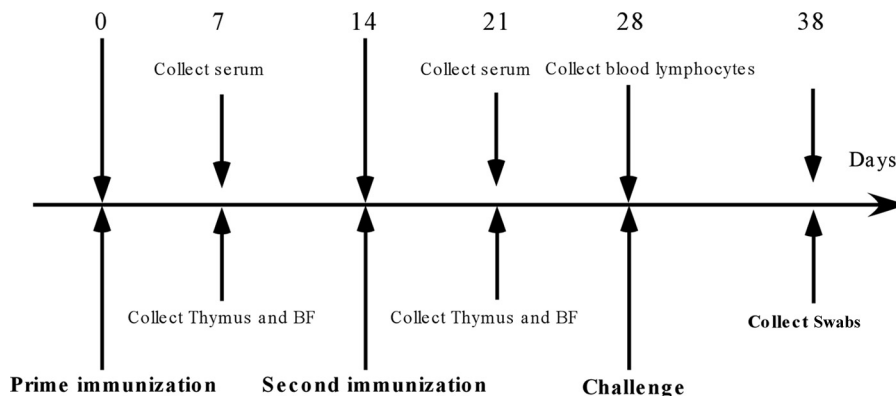 0 7 14 21 28 38
Collect serum Collect serum Collect blood lymphocytes
Days
Collect Thymus and BF Collect Thymus and BF Collect Swabs
Prime immunization Second immunization Challenge